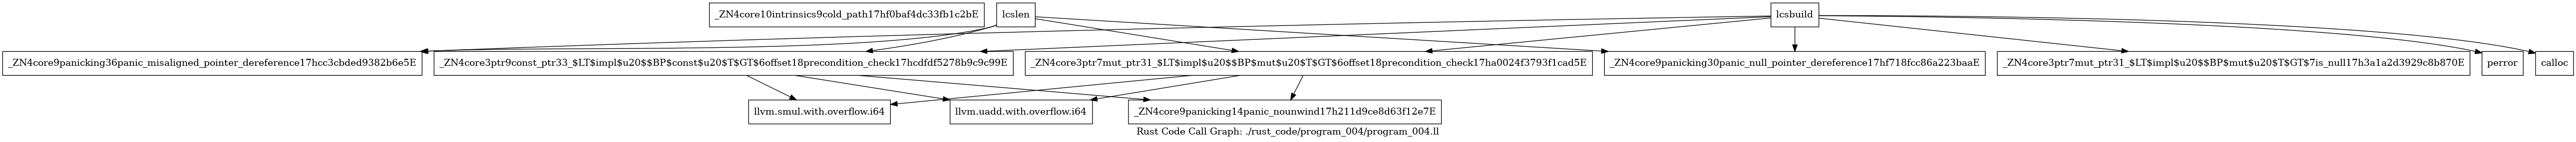 _ZN4core10intrinsics9cold_path17hf0baf4dc33fb1c2bE
lcslen
lcsbuild
_ZN4core9panicking36panic_misaligned_pointer_dereference17hcc3cbded9382b6e5E
_ZN4core3ptr9const_ptr33_$LT$impl$u20$$BP$const$u20$T$GT$6offset18precondition_check17hcdfdf5278b9c9c99E
_ZN4core3ptr7mut_ptr31_$LT$impl$u20$$BP$mut$u20$T$GT$6offset18precondition_check17ha0024f3793f1cad5E
_ZN4core9panicking30panic_null_pointer_dereference17hf718fcc86a223baaE
_ZN4core3ptr7mut_ptr31_$LT$impl$u20$$BP$mut$u20$T$GT$7is_null17h3a1a2d3929c8b870E
perror
calloc
llvm.smul.with.overflow.i64
llvm.uadd.with.overflow.i64
_ZN4core9panicking14panic_nounwind17h211d9ce8d63f12e7E
Rust Code Call Graph: ./rust_code/program_004/program_004.ll